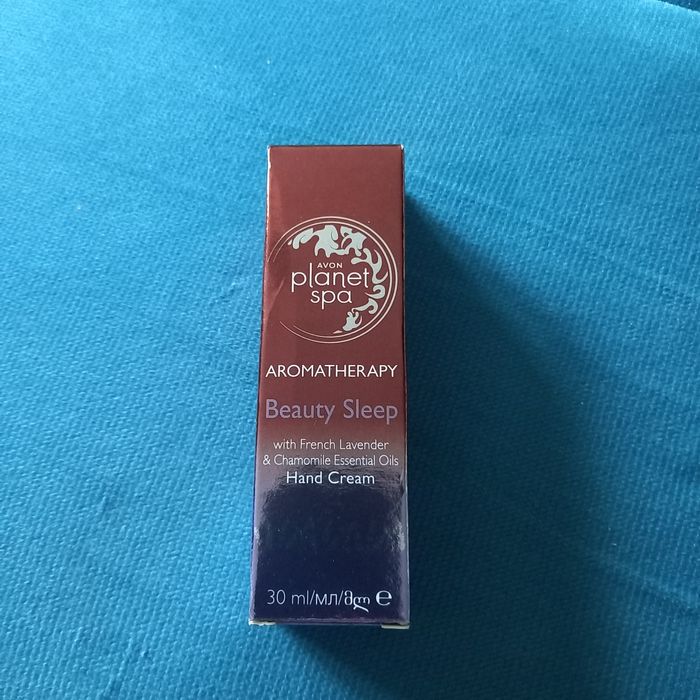 AVON
planet
spa
AROMATHERAPY
Beauty Sleep
with French Lavender
& Chamomile Essential Oils
Hand Cream
30 ml/мл/მლ ℮